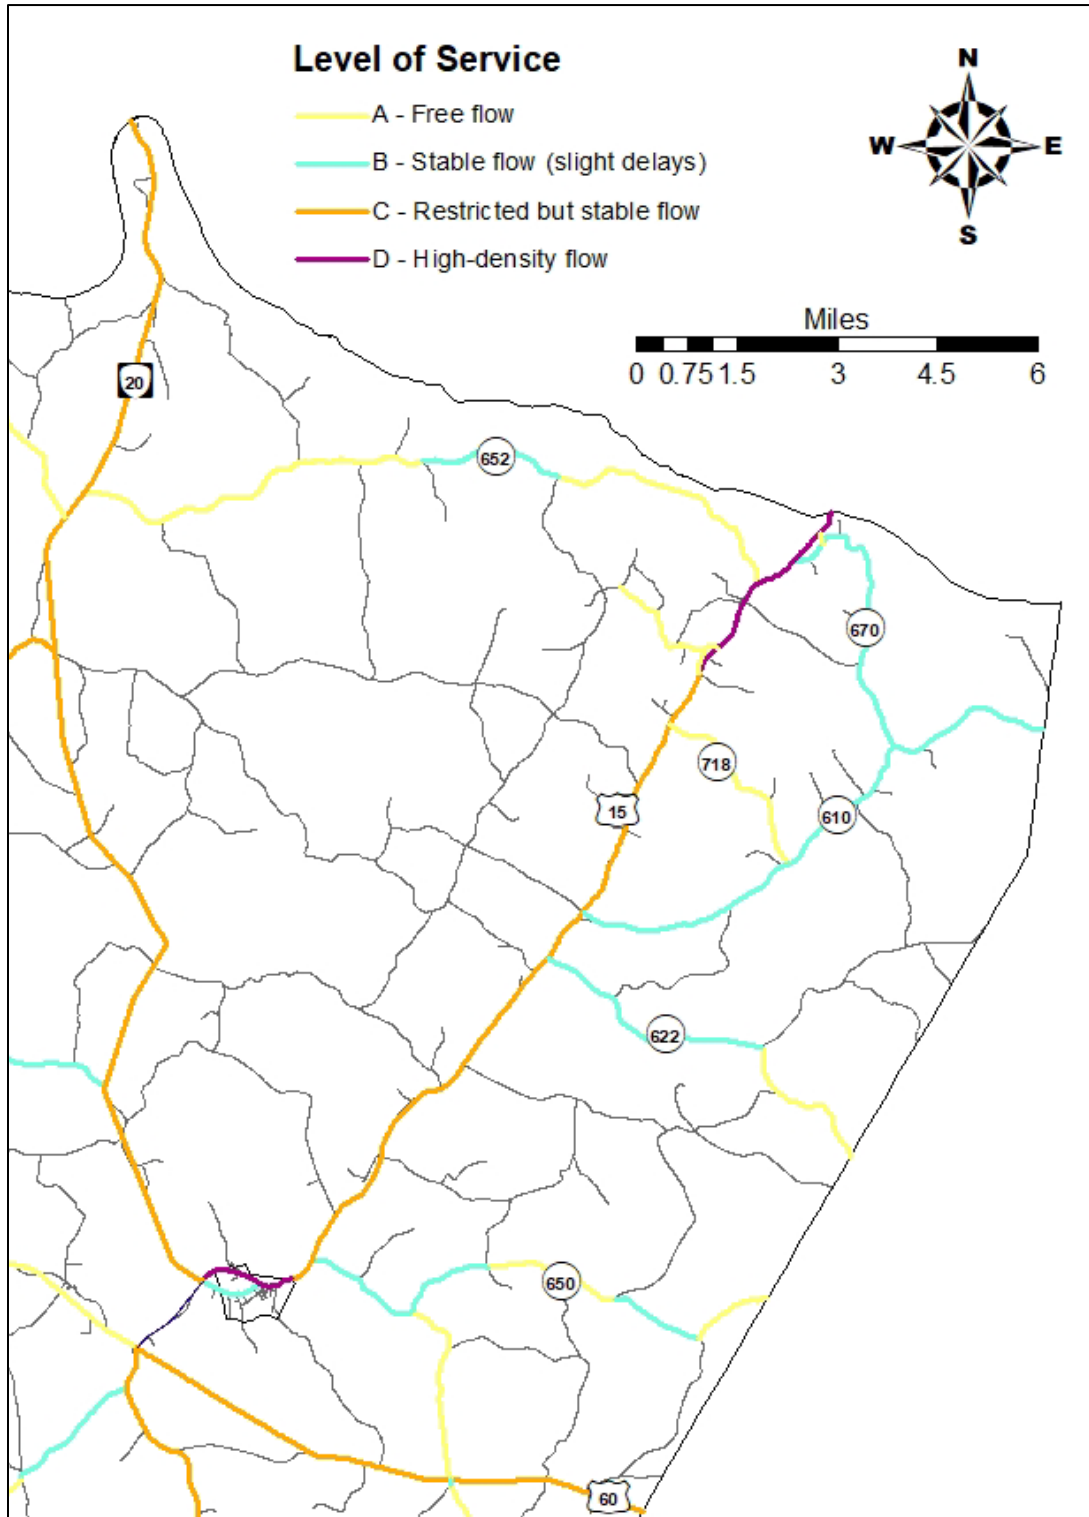 Level of Service
A - Free flow
B - Stable flow (slight delays)
C - Restricted but stable flow
D - High-density flow
N
W
E
S
Miles
0 0.75 1.5 3 4.5 6
20
652
670
718
15
610
622
650
60